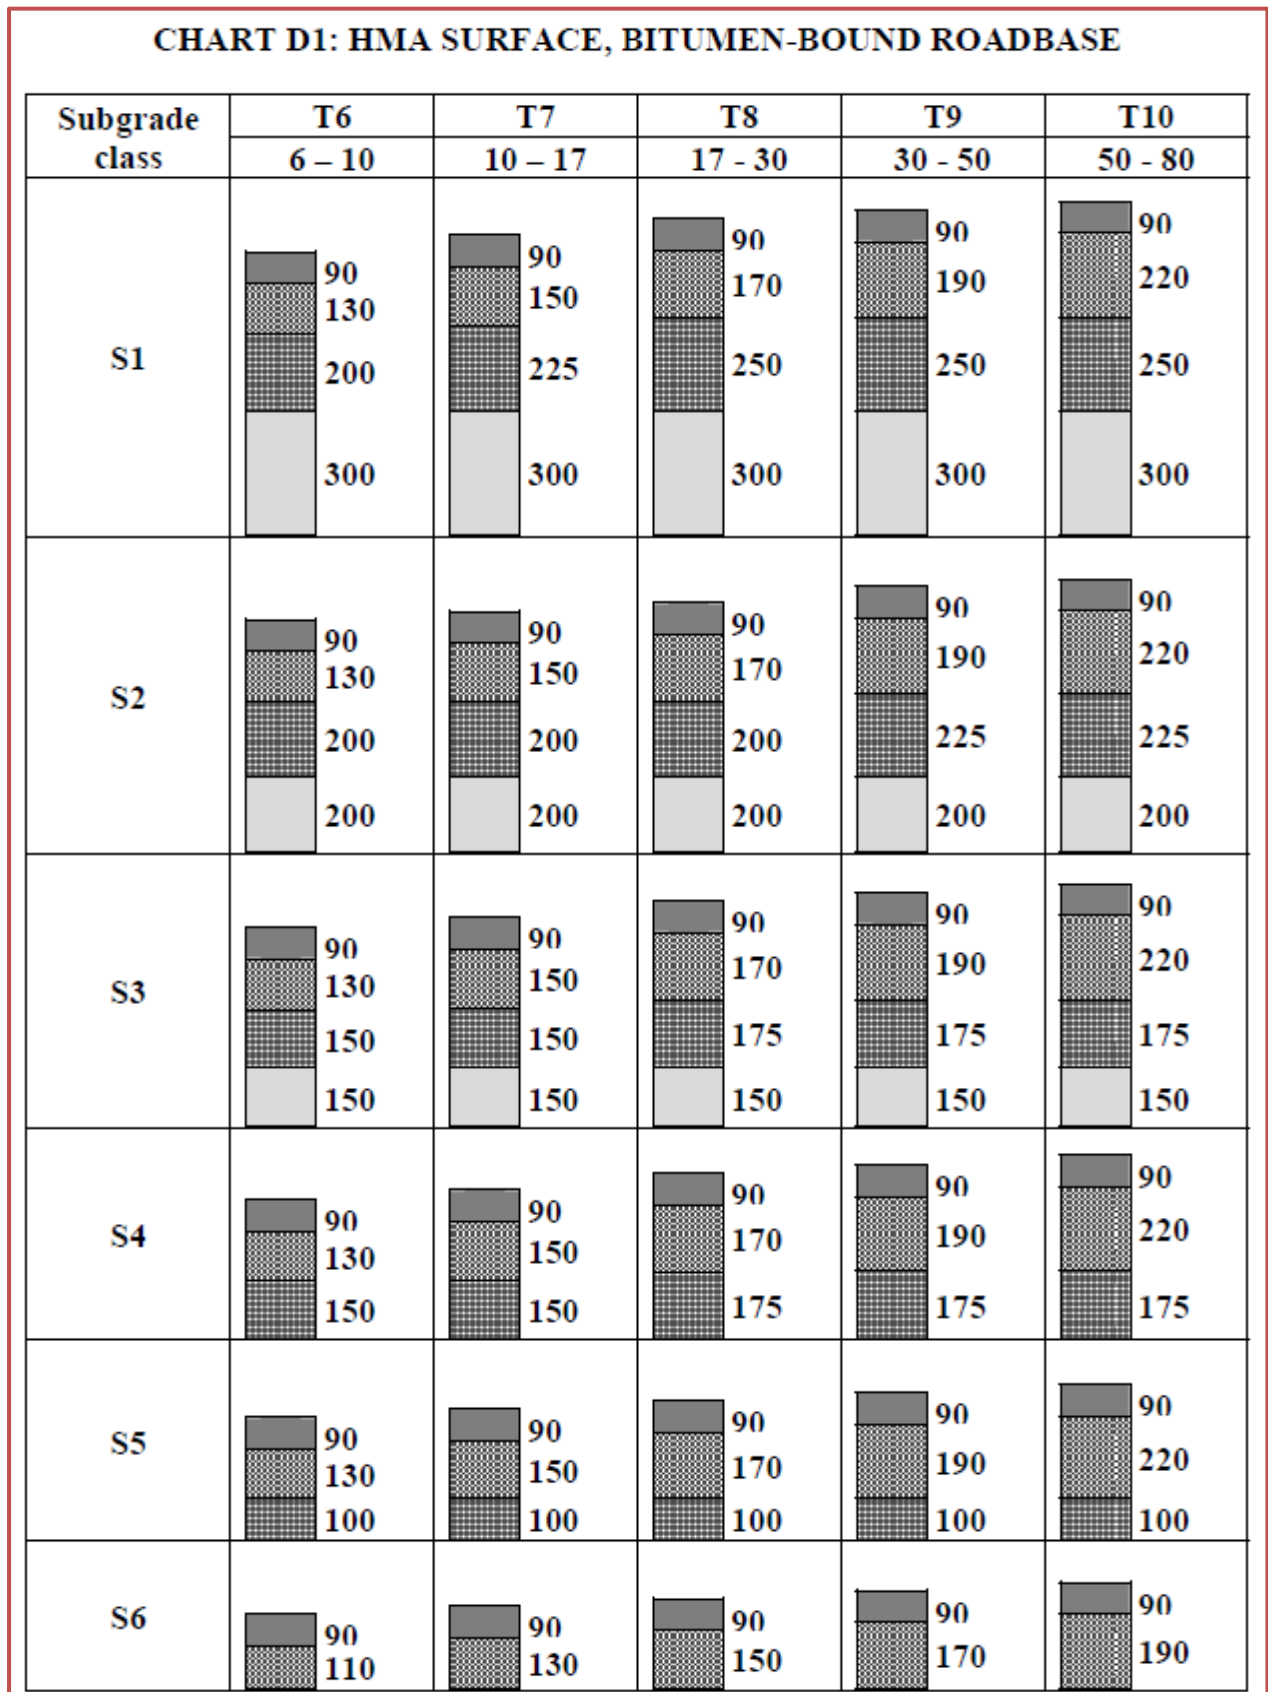 CHART D1: HMA SURFACE, BITUMEN-BOUND ROADBASE
Subgrade class T6 T7 T8 T9 T10
6 – 10 10 – 17 17 - 30 30 - 50 50 - 80
S1
90 90 90 90 90
130 150 170 190 220
200 225 250 250 250
300 300 300 300 300
S2
90 90 90 90 90
130 150 170 190 220
200 200 200 225 225
200 200 200 200 200
S3
90 90 90 90 90
130 150 170 190 220
150 150 175 175 175
150 150 150 150 150
S4
90 90 90 90 90
130 150 170 190 220
150 150 175 175 175
S5
90 90 90 90 90
130 150 170 190 220
100 100 100 100 100
S6
90 90 90 90 90
110 130 150 170 190